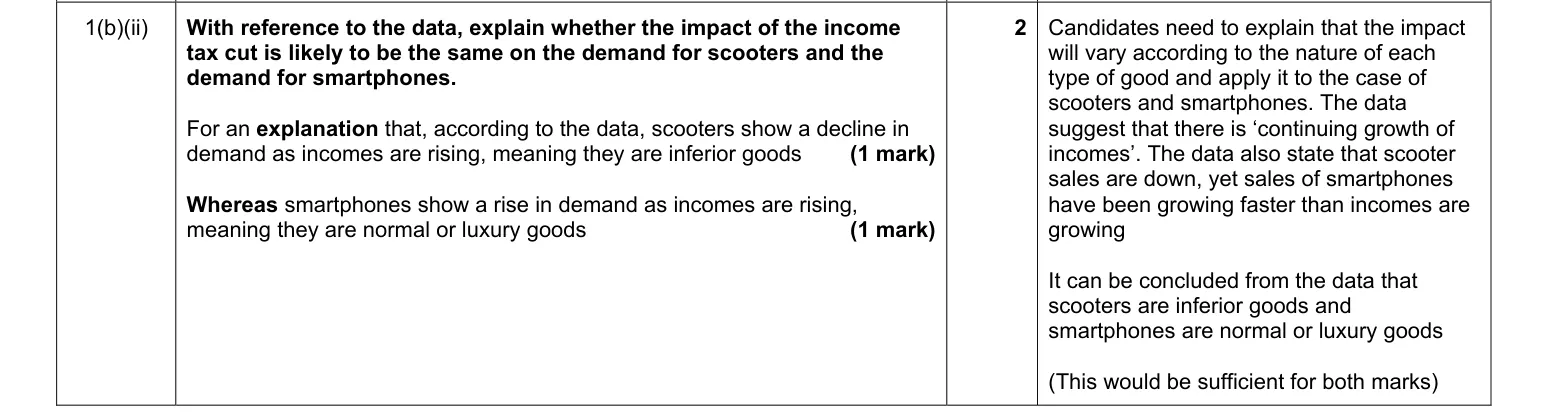 1(b)(ii)
With reference to the data, explain whether the impact of the income
tax cut is likely to be the same on the demand for scooters and the
demand for smartphones.
For an explanation that, according to the data, scooters show a decline in
demand as incomes are rising, meaning they are inferior goods (1 mark)
Whereas smartphones show a rise in demand as incomes are rising,
meaning they are normal or luxury goods (1 mark)
2
Candidates need to explain that the impact
will vary according to the nature of each
type of good and apply it to the case of
scooters and smartphones. The data
suggest that there is ‘continuing growth of
incomes’. The data also state that scooter
sales are down, yet sales of smartphones
have been growing faster than incomes are
growing
It can be concluded from the data that
scooters are inferior goods and
smartphones are normal or luxury goods
(This would be sufficient for both marks)